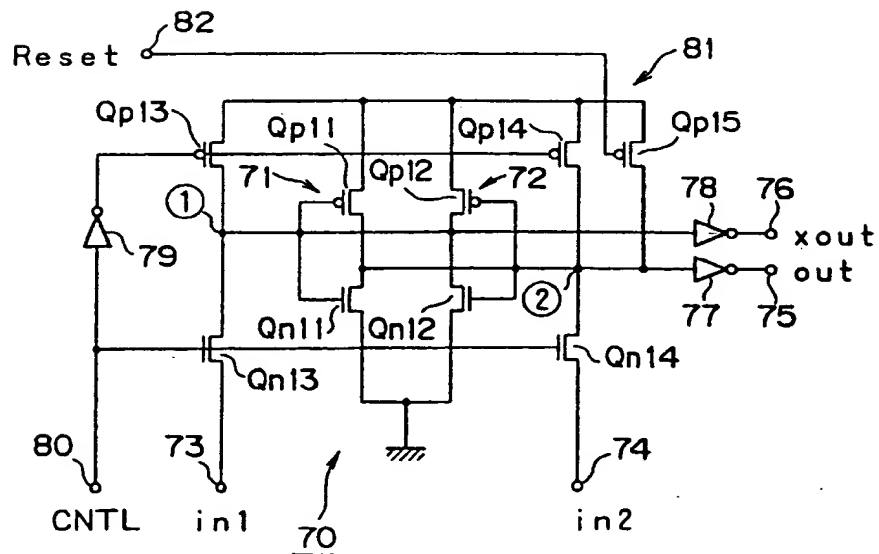 82
Reset
81
Qp13
Qp11
Qp14
Qp15
71
Qp12
72
78
76
①
xout
79
out
②
77
75
Qn11
Qn12
Qn13
Qn14
80
73
74
CNTL
in1
70
in2